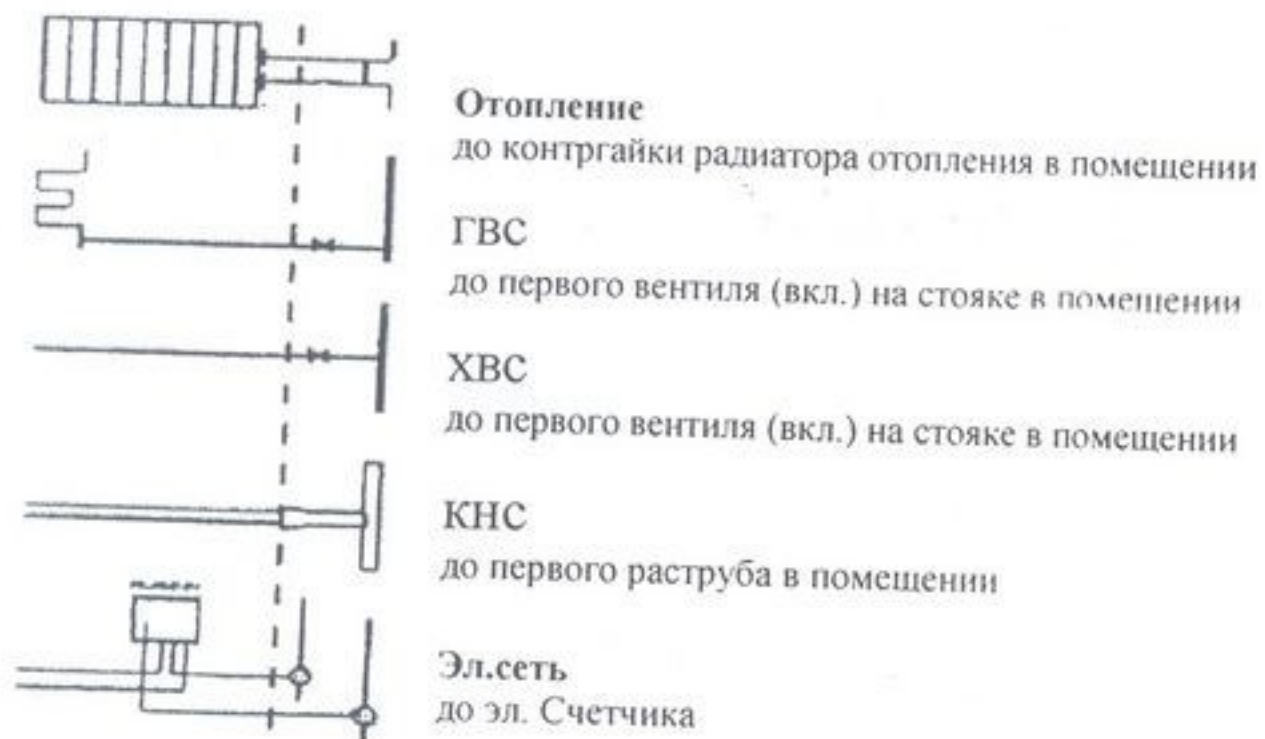 Отопление
до контргайки радиатора отопления в помещении
ГВС
до первого вентиля (вкл.) на стояке в помещении
ХВС
до первого вентиля (вкл.) на стояке в помещении
КНС
до первого раструба в помещении
Эл.сеть
до эл. Счетчика